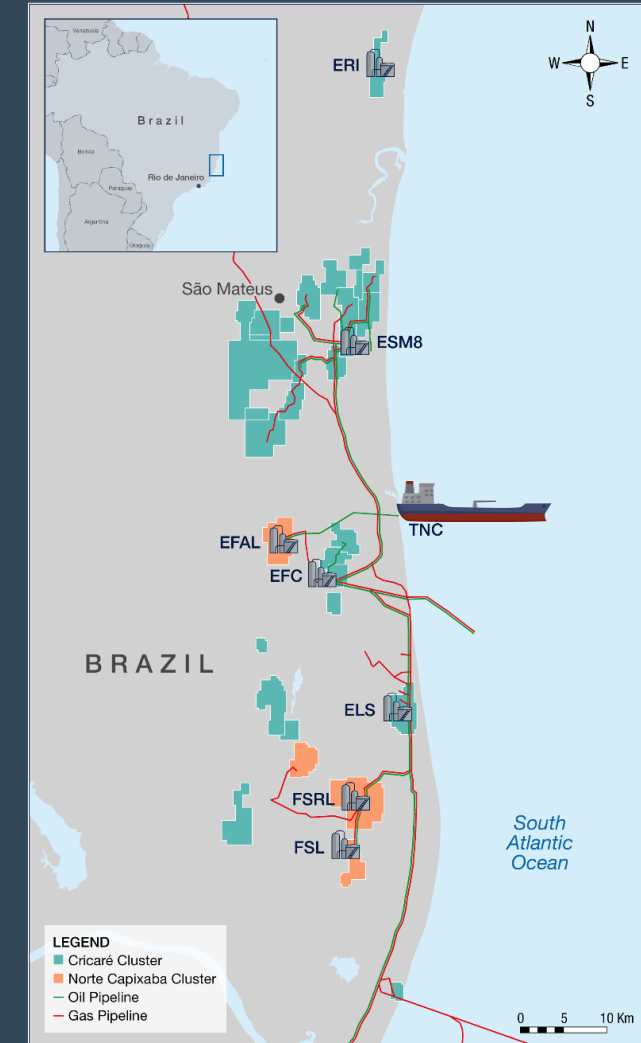 Venezuela
Brazil
Bolivia
Rio de Janeiro
Paraguay
Argentina
Uruguay
N
W
E
S
ERI
São Mateus
ESM8
TNC
EFAL
EFC
BRAZIL
ELS
FSRL
FSL
South
Atlantic
Ocean
LEGEND
Cricaré Cluster
Norte Capixaba Cluster
Oil Pipeline
Gas Pipeline
0 5 10 Km